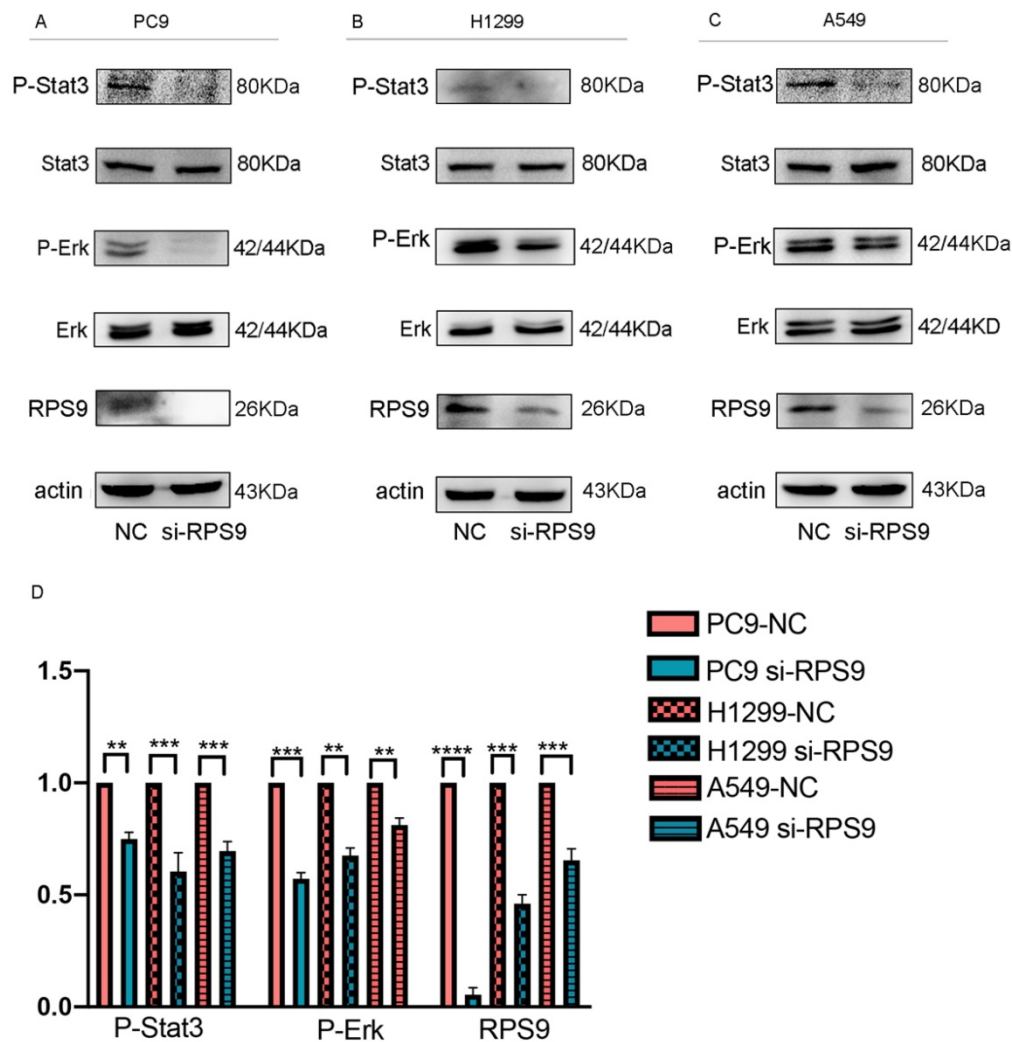 A PC9
P-Stat3 80KDa
Stat3 80KDa
P-Erk 42/44KDa
Erk 42/44KDa
RPS9 26KDa
actin 43KDa
NC si-RPS9
B H1299
P-Stat3 80KDa
Stat3 80KDa
P-Erk 42/44KDa
Erk 42/44KDa
RPS9 26KDa
actin 43KDa
NC si-RPS9
C A549
P-Stat3 80KDa
Stat3 80KDa
P-Erk 42/44KDa
Erk 42/44KD
RPS9 26KDa
actin 43KDa
NC si-RPS9
D
1.5
1.0
0.5
0.0
** *** *** *** ** ** **** *** ***
P-Stat3 P-Erk RPS9
PC9-NC
PC9 si-RPS9
H1299-NC
H1299 si-RPS9
A549-NC
A549 si-RPS9